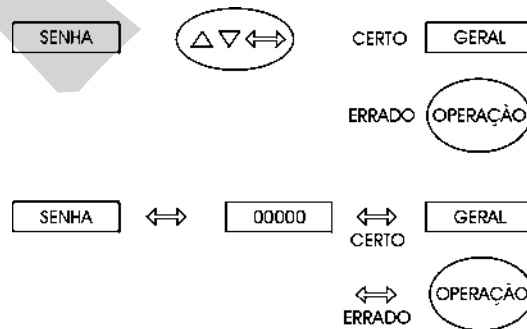 SENHA CERTO GERAL
ERRADO OPERAÇÃO
SENHA 00000 GERAL
CERTO
OPERAÇÃO
ERRADO